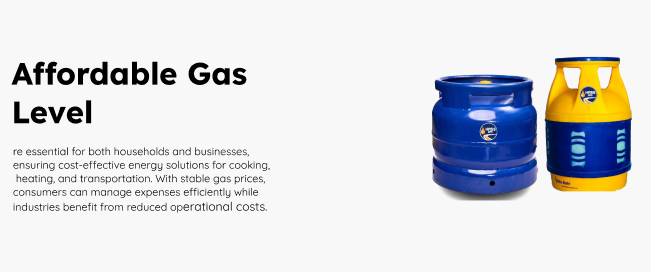 Affordable Gas
Level
re essential for both households and businesses,
ensuring cost-effective energy solutions for cooking,
heating, and transportation. With stable gas prices,
consumers can manage expenses efficiently while
industries benefit from reduced operational costs.